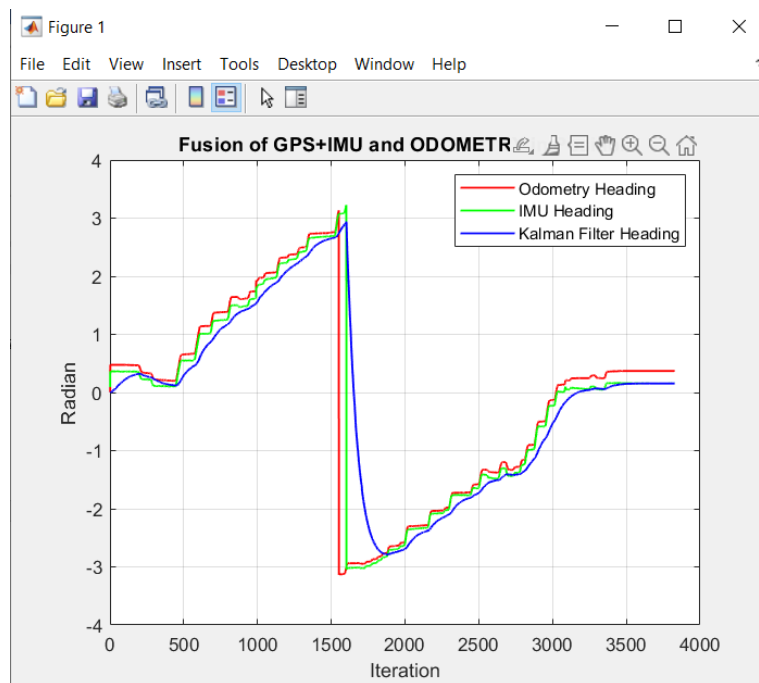 Figure 1
File Edit View Insert Tools Desktop Window Help
Fusion of GPS+IMU and ODOMETR
Odometry Heading
IMU Heading
Kalman Filter Heading
4
3
2
1
0
-1
-2
-3
-4
Radian
0 500 1000 1500 2000 2500 3000 3500 4000
Iteration